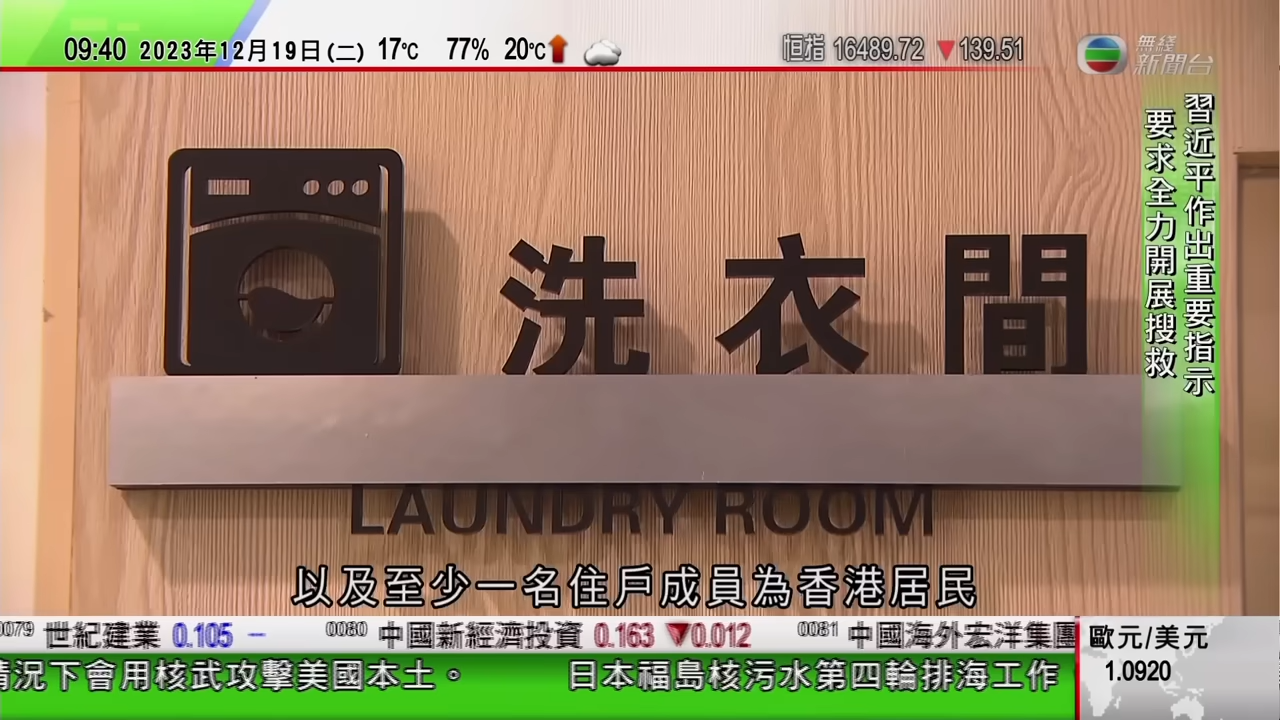 09:40 2023年12月19日(二) 17℃ 77% 20℃ 恒指 16489.72 ▼139.51
無綫
新聞台
習近平作出重要指示
要求全力開展搜救
洗衣間
LAUNDRY ROOM
以及至少一名住戶成員為香港居民
0079 世紀建業 0.105 – 0080 中國新經濟投資 0.163 ▼0.012 0081 中國海外宏洋集團
歐元/美元
1.0920
情況下會用核武攻擊美國本土。 日本福島核污水第四輪排海工作